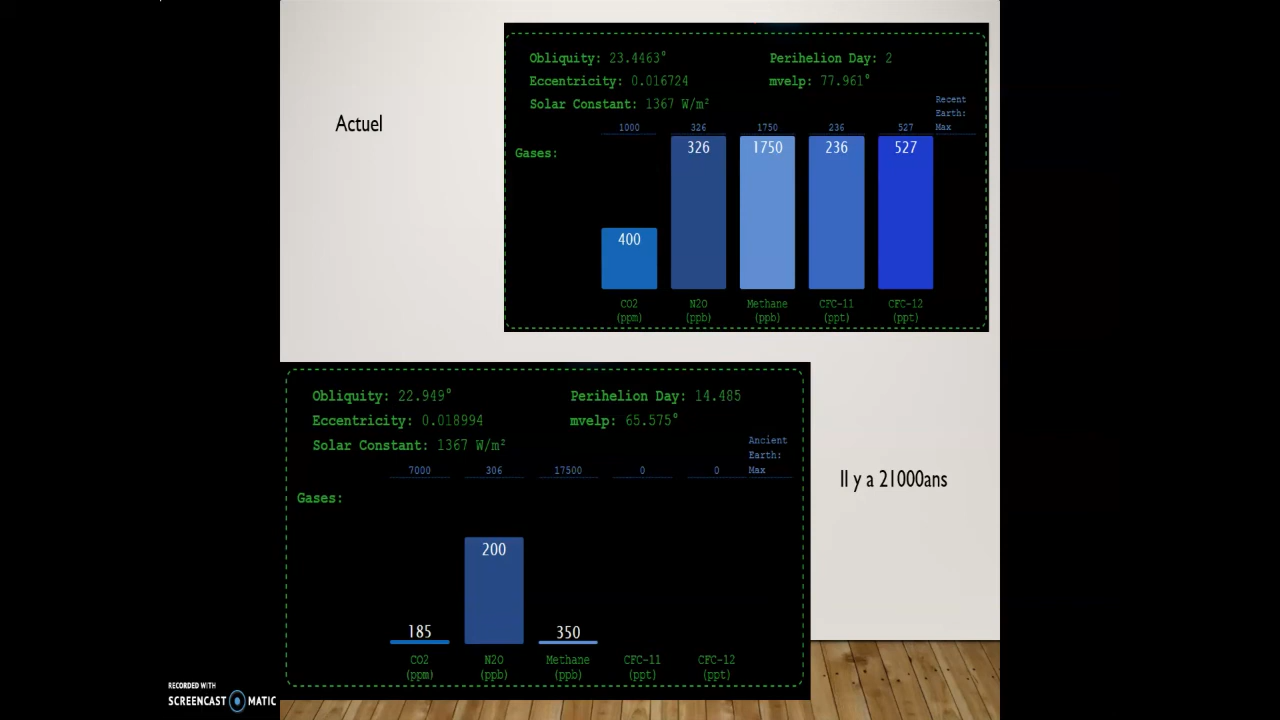 Actuel
Obliquity: 23.4463° Perihelion Day: 2
Eccentricity: 0.016724 mvelp: 77.961°
Solar Constant: 1367 W/m²
Recent
Earth:
1000 326 1750 236 527 Max
Gases:
326 1750 236 527
400
CO2 N2O Methane CFC-11 CFC-12
(ppm) (ppb) (ppb) (ppt) (ppt)
Obliquity: 22.949° Perihelion Day: 14.485
Eccentricity: 0.018994 mvelp: 65.575°
Solar Constant: 1367 W/m²
Ancient
Earth:
7000 306 17500 0 0 Max
Il y a 21000ans
Gases:
200
185 350
CO2 N2O Methane CFC-11 CFC-12
(ppm) (ppb) (ppb) (ppt) (ppt)
RECORDED WITH
SCREENCAST MATIC